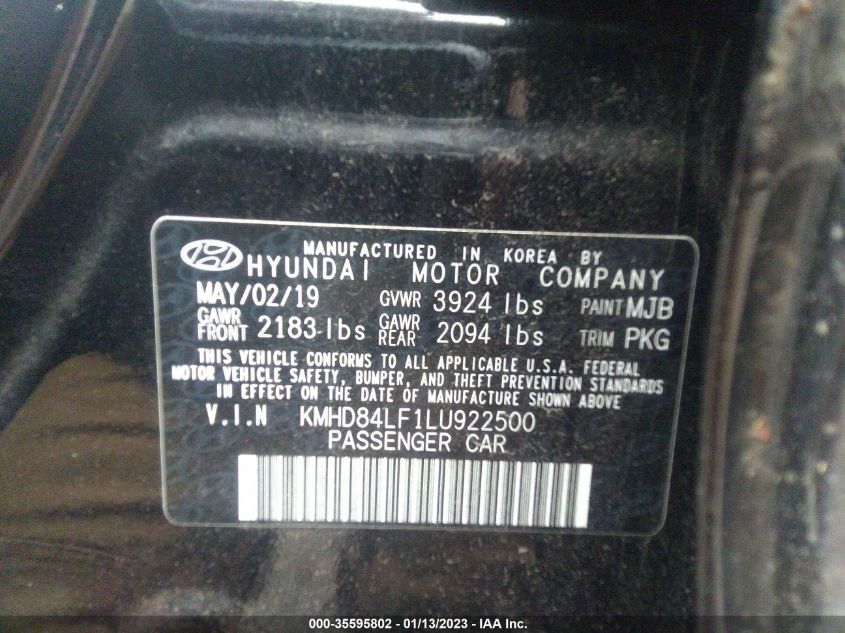 MANUFACTURED IN KOREA BY
HYUNDAI MOTOR COMPANY
MAY/02/19 GVWR 3924 lbs PAINT MJB
GAWR FRONT 2183 lbs GAWR REAR 2094 lbs TRIM PKG
THIS VEHICLE CONFORMS TO ALL APPLICABLE U.S.A. FEDERAL
MOTOR VEHICLE SAFETY, BUMPER, AND THEFT PREVENTION STANDARDS
IN EFFECT ON THE DATE OF MANUFACTURE SHOWN ABOVE
V.I.N KMHD84LF1LU922500
PASSENGER CAR
000-35595802 — 01/13/2023 — IAA Inc.